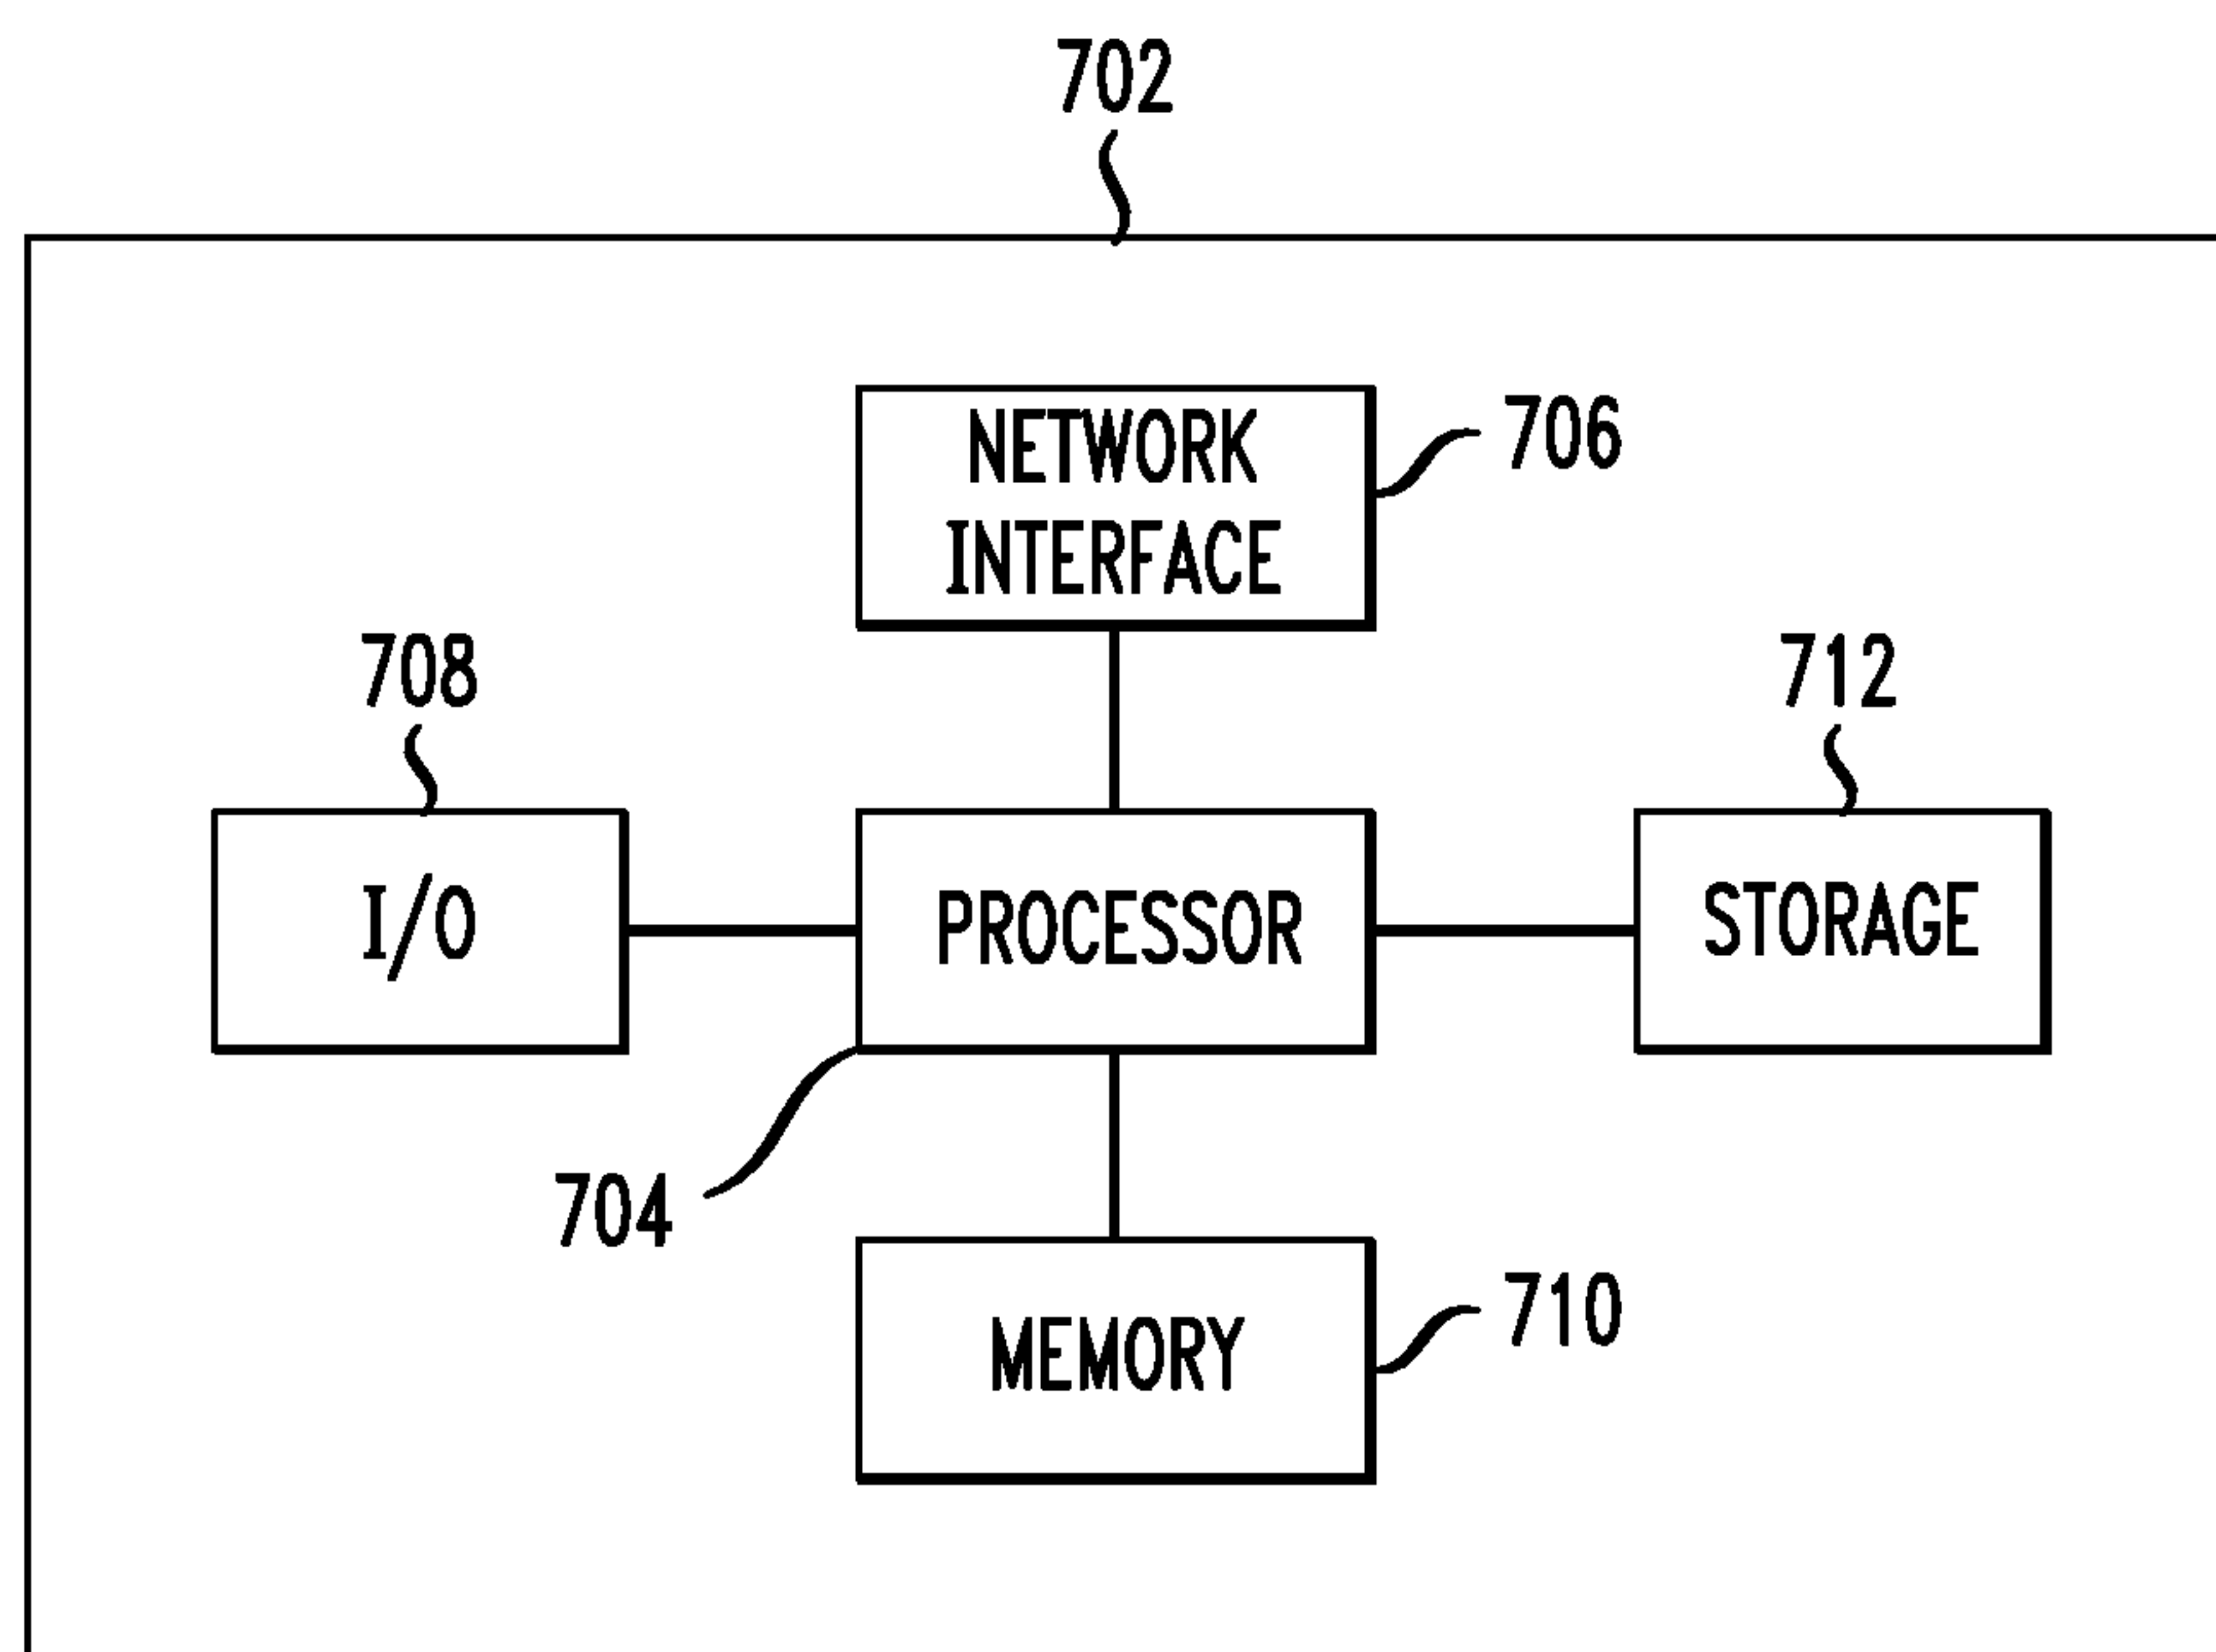 702
NETWORK
INTERFACE
706
708
712
I/O
PROCESSOR
STORAGE
704
MEMORY
710